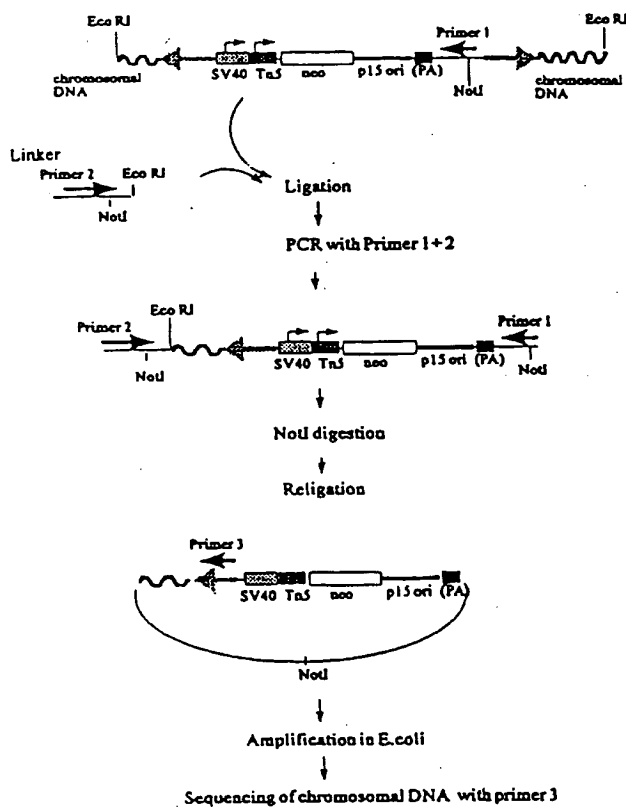 Eco RI
Eco RI
Primer 1
chromosomal
DNA
SV40 Tn5 neo p15 ori (PA)
NotI
chromosomal
DNA
Linker
Primer 2 Eco RI
NotI
Ligation
PCR with Primer 1+2
Primer 2
Eco RI
Primer 1
NotI
SV40 Tn5 neo p15 ori (PA)
NotI
NotI digestion
Religation
Primer 3
SV40 Tn5 neo p15 ori (PA)
NotI
Amplification in E.coli
Sequencing of chromosomal DNA with primer 3